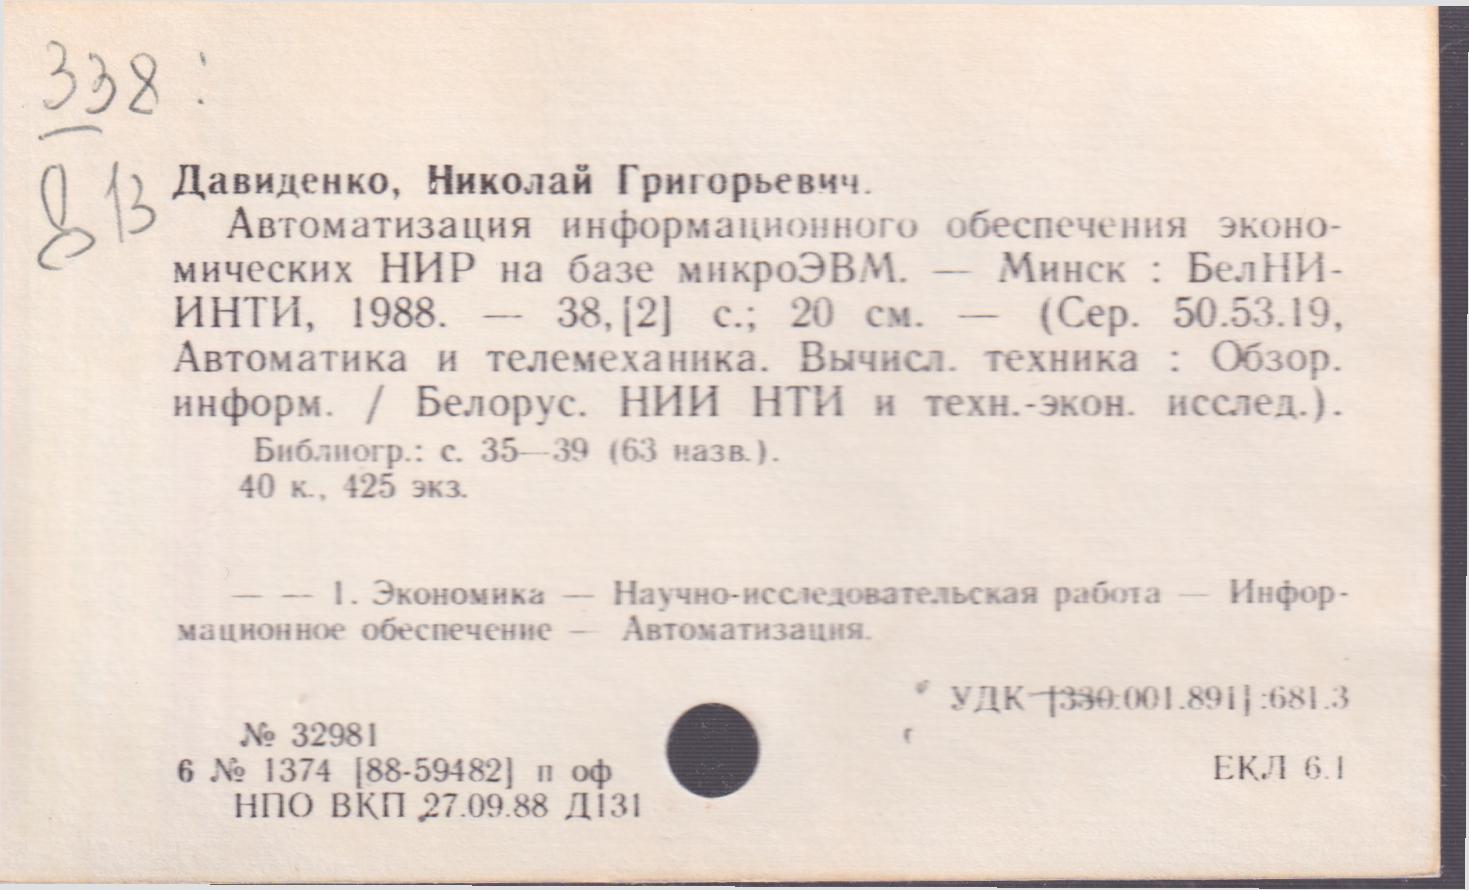 338 :
Д13
Давиденко, Николай Григорьевич.
Автоматизация информационного обеспечения эконо-
мических НИР на базе микроЭВМ. — Минск : БелНИ-
ИНТИ, 1988. — 38,[2] с.; 20 см. — (Сер. 50.53.19,
Автоматика и телемеханика. Вычисл. техника : Обзор.
информ. / Белорус. НИИ НТИ и техн.-экон. исслед.).
Библиогр.: с. 35—39 (63 назв.).
40 к., 425 экз.
— — 1. Экономика — Научно-исследовательская работа — Инфор-
мационное обеспечение — Автоматизация.
УДК [330:001.891]:681.3
№ 32981
6 № 1374 [88-59482] п оф
ЕКЛ 6.1
НПО ВКП 27.09.88 Д131